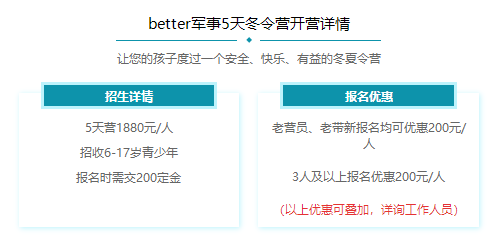 better军事5天冬令营开营详情
让您的孩子度过一个安全、快乐、有益的冬夏令营
招生详情
5天营1880元/人
招收6-17岁青少年
报名时需交200定金
报名优惠
老营员、老带新报名均可优惠200元/
人
3人及以上报名优惠200元/人
(以上优惠可叠加，详询工作人员)